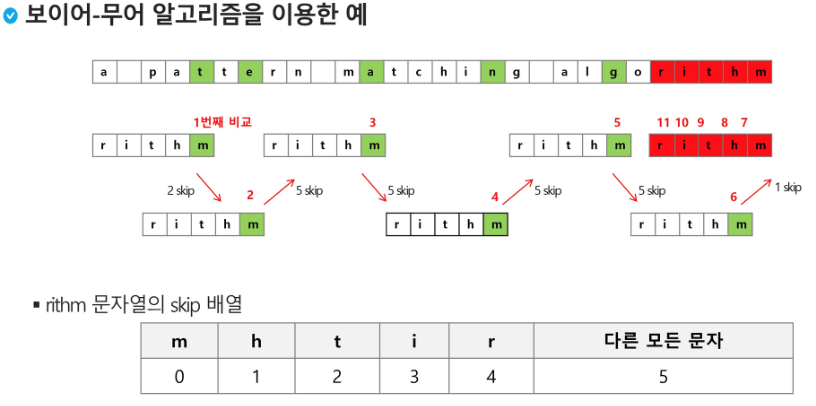 보이어-무어 알고리즘을 이용한 예
a p a t t e r n m a t c h i n g a l g o r i t h m
1번째 비교 3 5 11 10 9 8 7
r i t h m r i t h m r i t h m r i t h m
2 skip 2 5 skip 5 skip 4 5 skip 5 skip 6 1 skip
r i t h m r i t h m r i t h m
▪ rithm 문자열의 skip 배열
m h t i r 다른 모든 문자
0 1 2 3 4 5